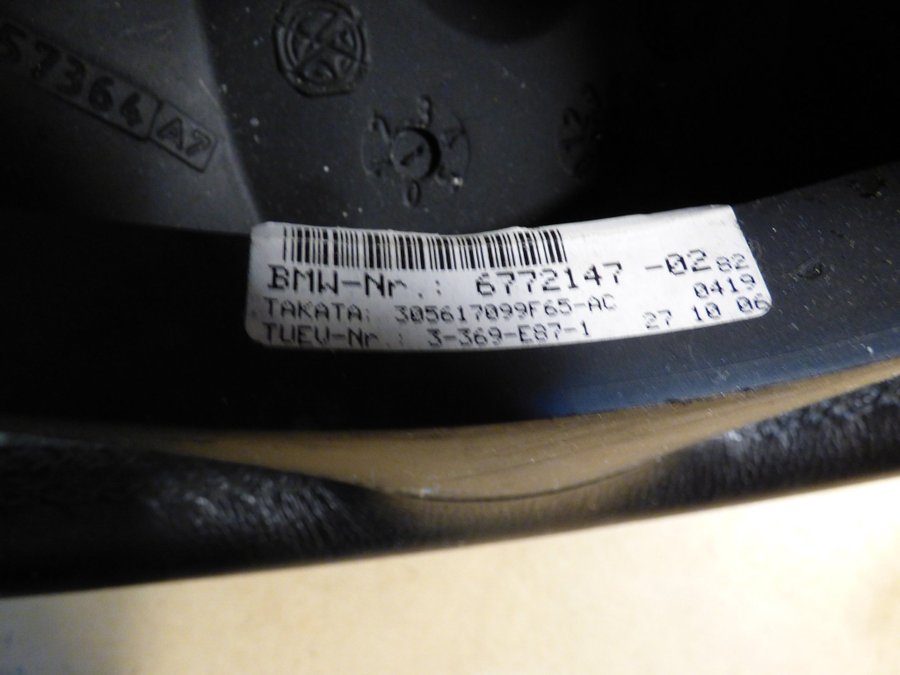 57364 A7
BMW-Nr.: 6772147 -02 82
0419
TAKATA: 305617099F65-AC
27 10 06
TUEV-Nr.: 3-369-E87-1